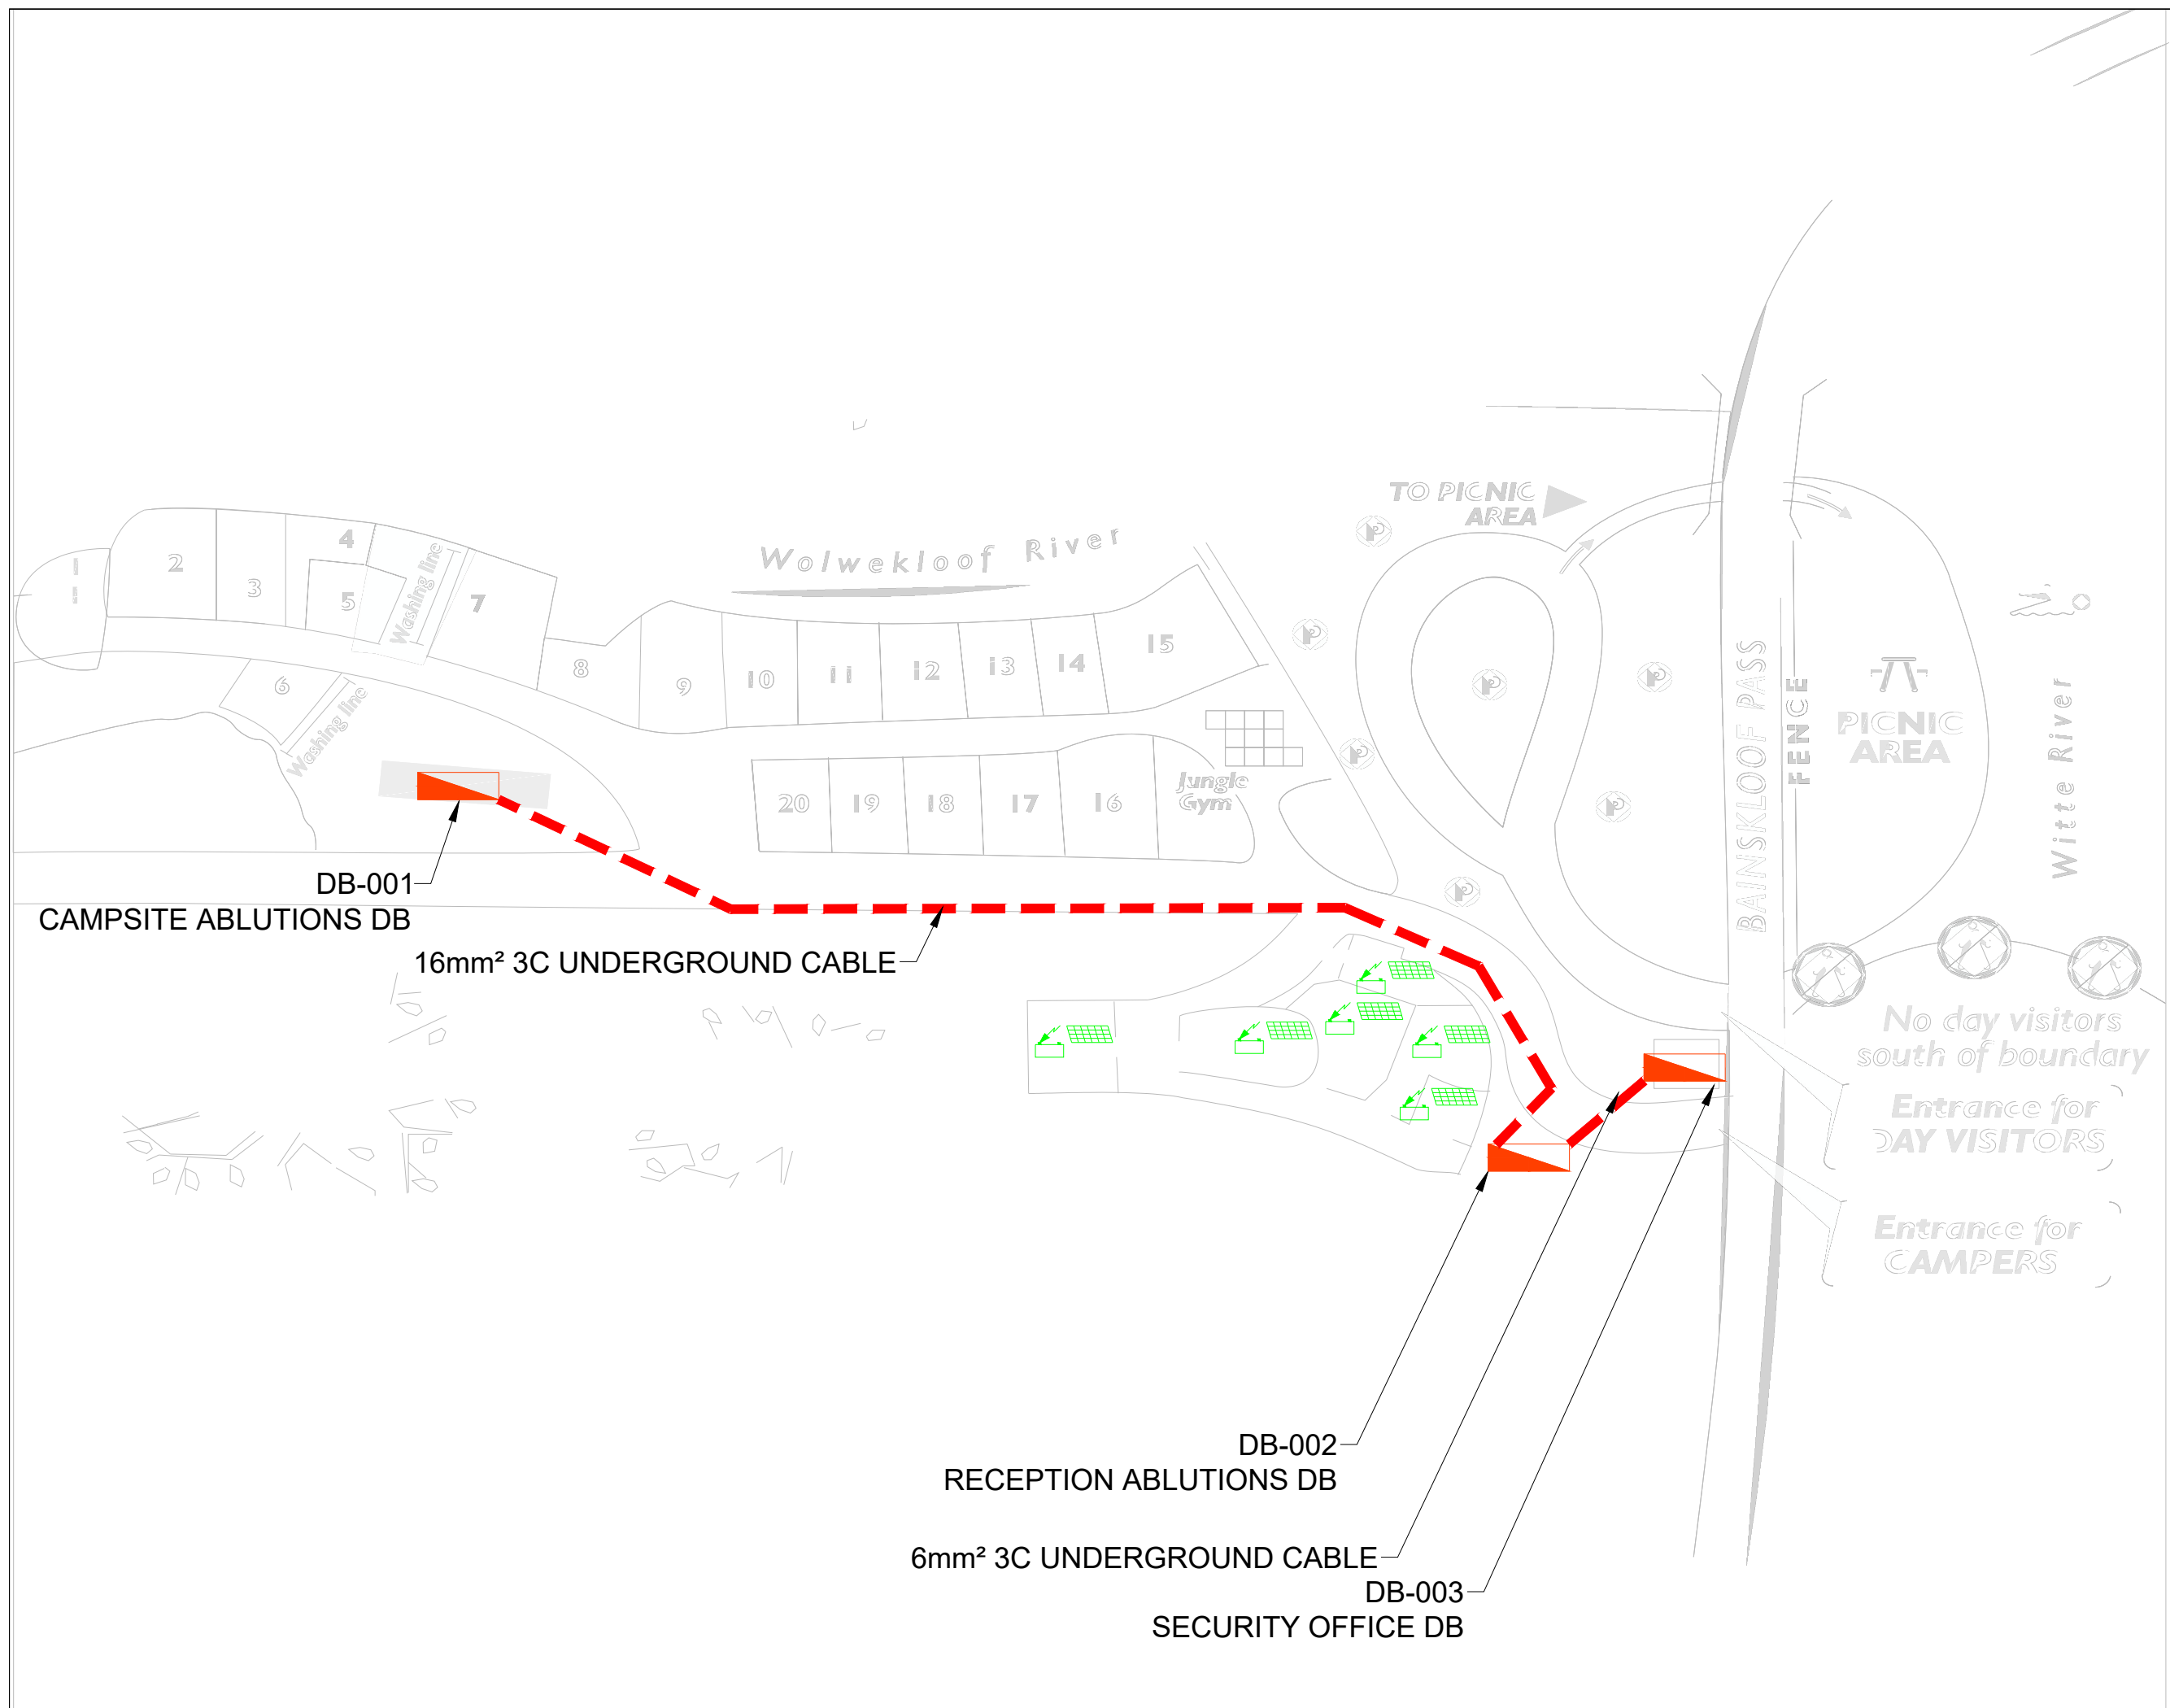 TO PICNIC
AREA
Wolwekloof River
1
2
3
4
5
Washing line
7
6
Washing line
8
9
10
11
12
13
14
15
20
19
18
17
16
Jungle
Gym
P
P
P
P
P
P
P
BAINSKLOOF PASS
FENCE
PICNIC
AREA
Witte River
DB-001
CAMPSITE ABLUTIONS DB
16mm² 3C UNDERGROUND CABLE
No day visitors
south of boundary
Entrance for
DAY VISITORS
Entrance for
CAMPERS
DB-002
RECEPTION ABLUTIONS DB
6mm² 3C UNDERGROUND CABLE
DB-003
SECURITY OFFICE DB